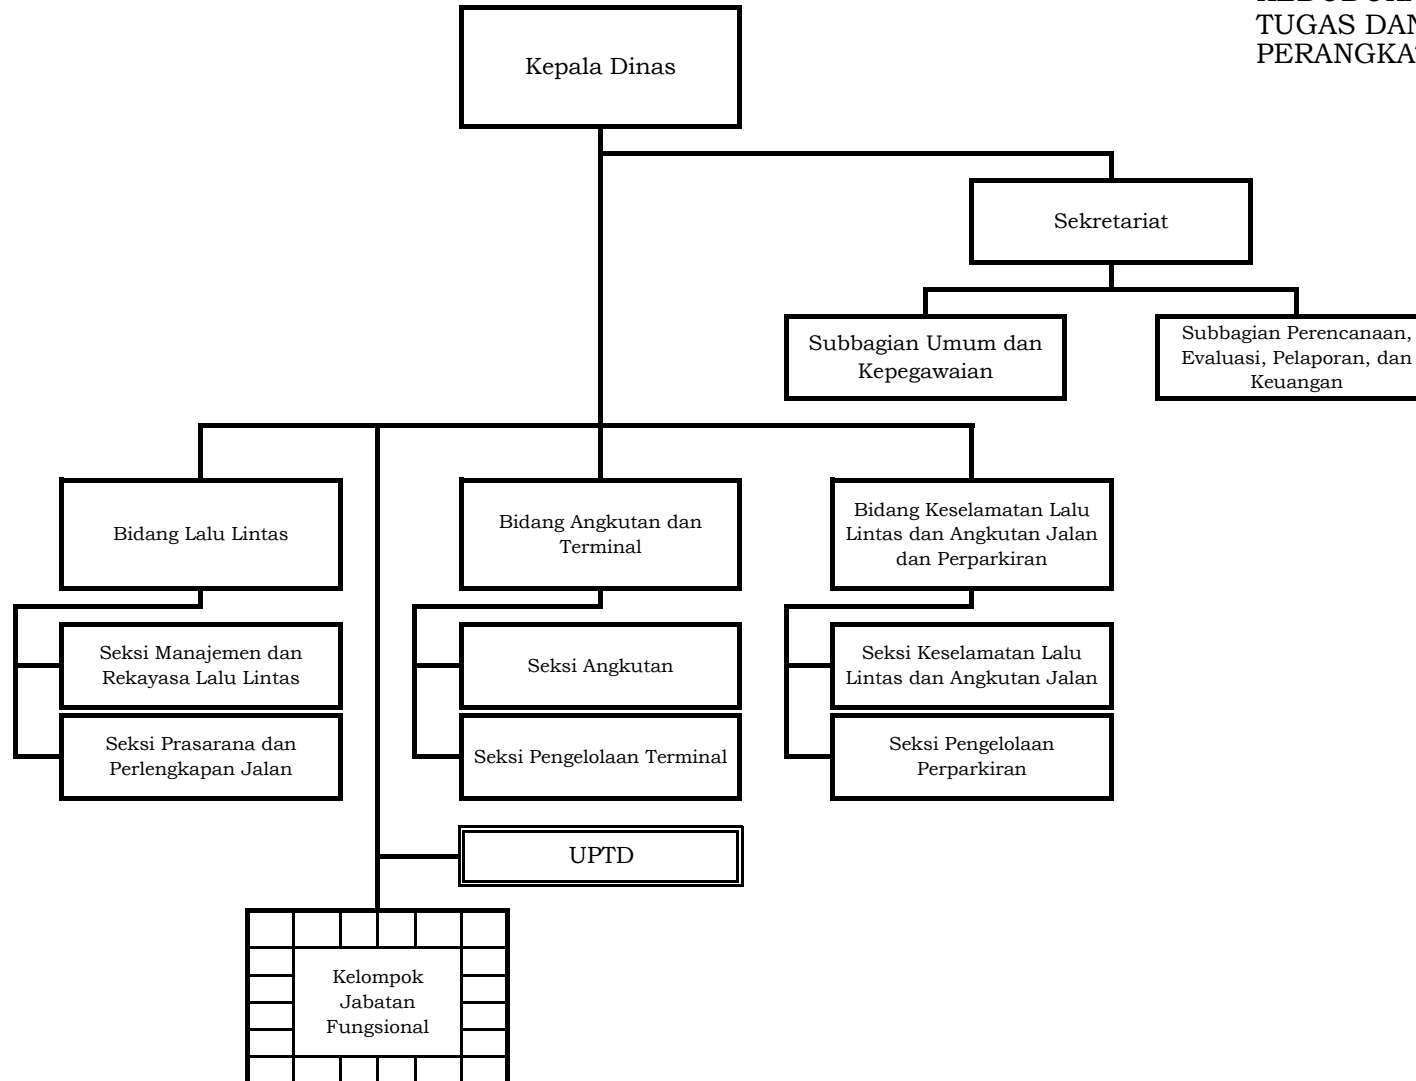 TUGAS DAN
Kepala Dinas
Sekretariat
Subbagian Umum dan
Kepegawaian
Subbagian Perencanaan,
Evaluasi, Pelaporan, dan
Keuangan
Bidang Lalu Lintas
Bidang Angkutan dan
Terminal
Bidang Keselamatan Lalu
Lintas dan Angkutan Jalan
dan Perparkiran
Seksi Manajemen dan
Rekayasa Lalu Lintas
Seksi Prasarana dan
Perlengkapan Jalan
Seksi Angkutan
Seksi Pengelolaan Terminal
Seksi Keselamatan Lalu
Lintas dan Angkutan Jalan
Seksi Pengelolaan
Perparkiran
UPTD
Kelompok
Jabatan
Fungsional